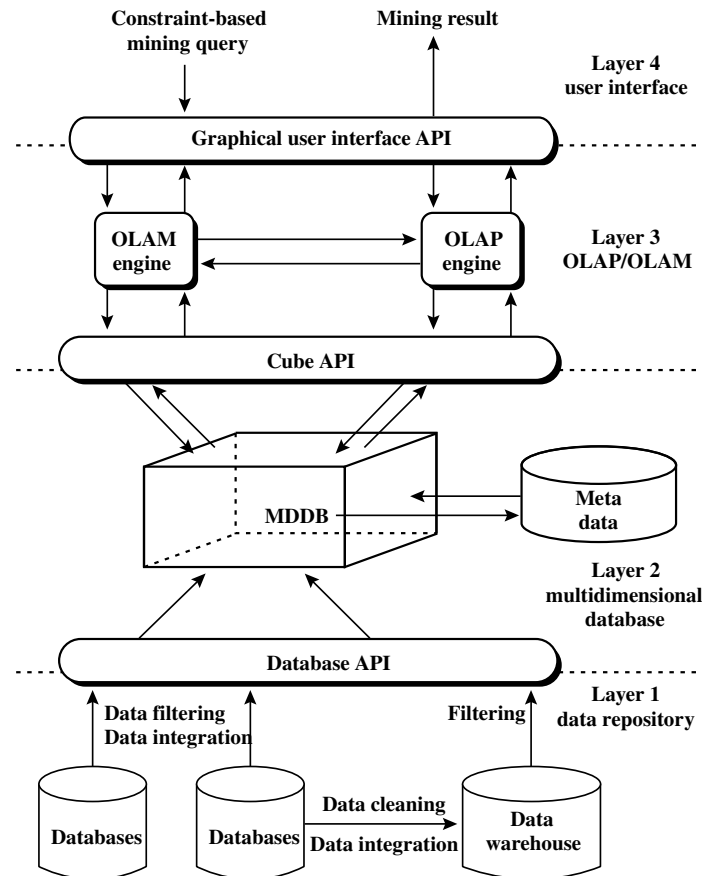 Constraint-based
mining query
Mining result
Layer 4
user interface
Graphical user interface API
OLAM
engine
OLAP
engine
Layer 3
OLAP/OLAM
Cube API
MDDB
Meta
data
Layer 2
multidimensional
database
Database API
Layer 1
data repository
Data filtering
Data integration
Filtering
Databases
Databases
Data cleaning
Data integration
Data
warehouse